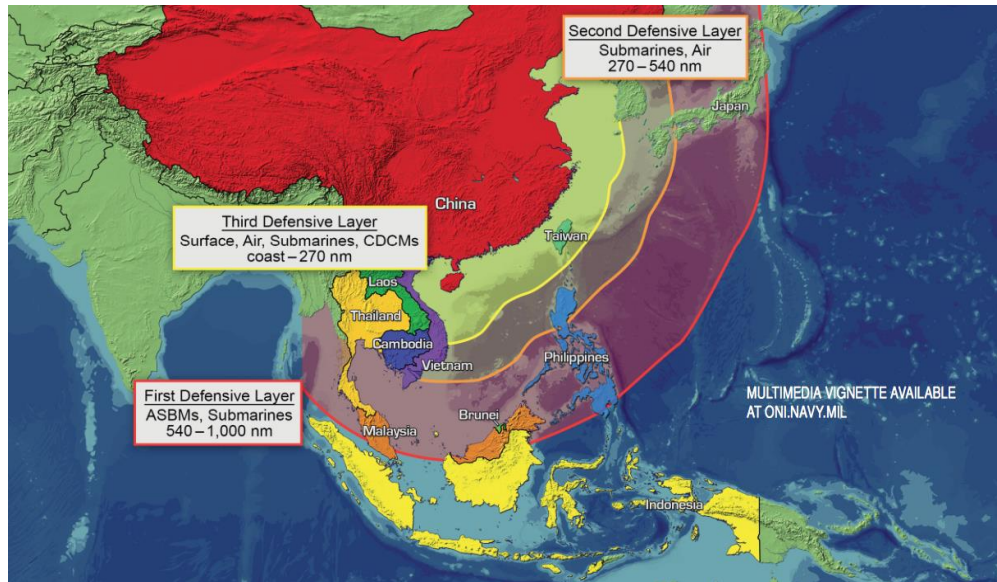 Second Defensive Layer
Submarines, Air
270 – 540 nm
Japan
China
Third Defensive Layer
Surface, Air, Submarines, CDCMs
coast – 270 nm
Taiwan
Laos
Thailand
Cambodia
Vietnam
Philippines
First Defensive Layer
ASBMs, Submarines
540 – 1,000 nm
MULTIMEDIA VIGNETTE AVAILABLE
AT ONI.NAVY.MIL
Brunei
Malaysia
Indonesia